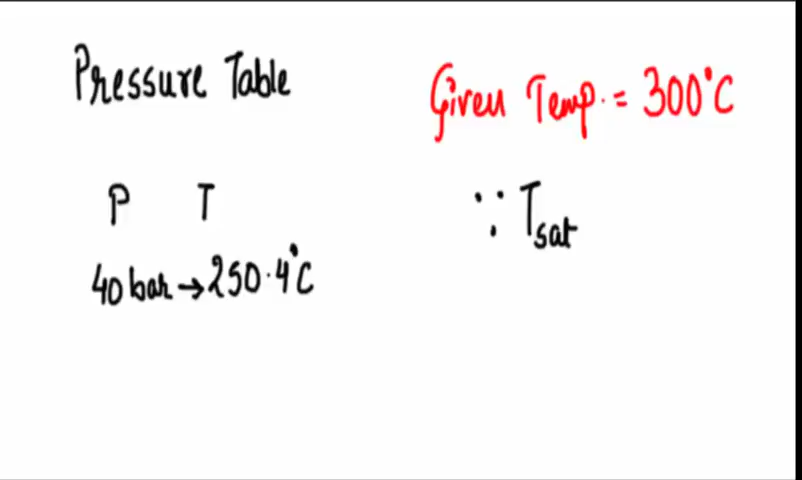 Pressure Table
Given Temp. = 300°C
P T
∵ Tsat
40 bar → 250.4°C